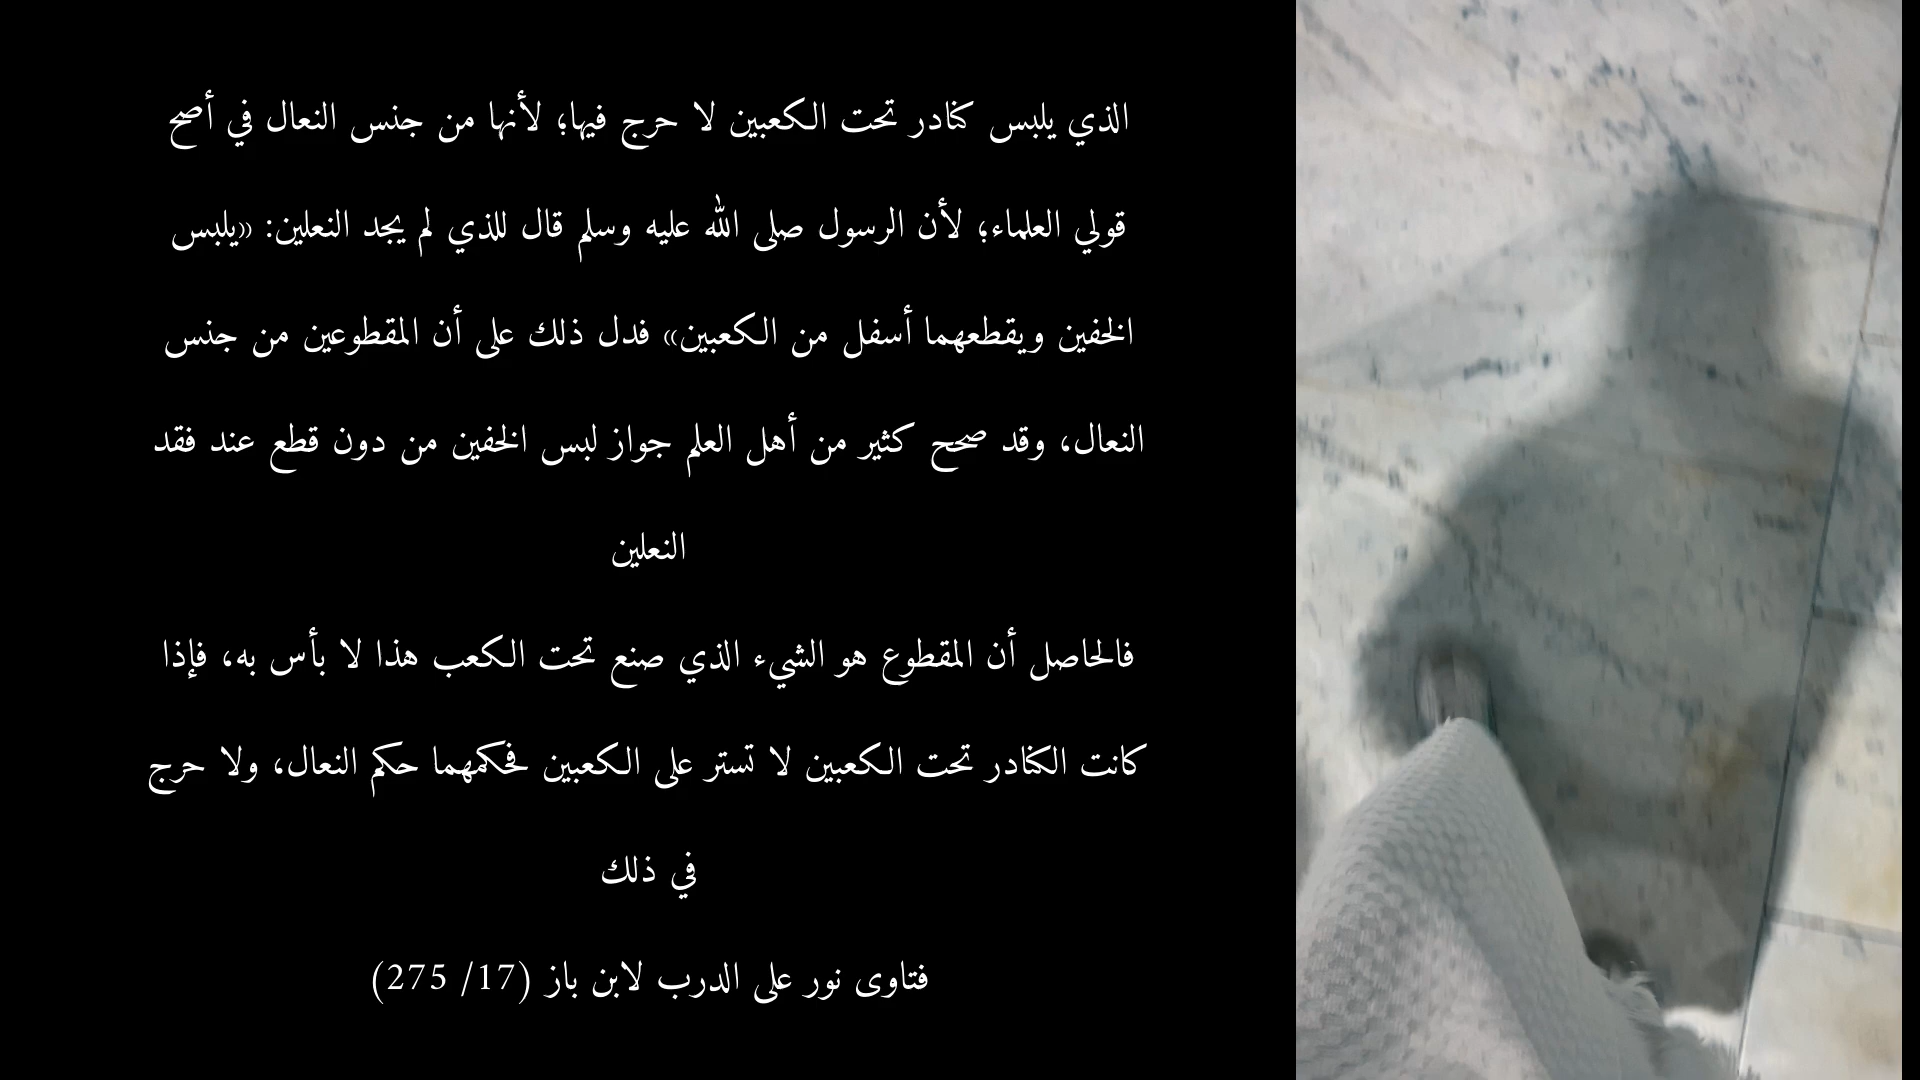 الذي يلبس كنادر تحت الكعبين لا حرج فيها؛ لأنها من جنس النعال في أصح
قولي العلماء؛ لأن الرسول صلى الله عليه وسلم قال للذي لم يجد النعلين: «يلبس
الخفين ويقطعهما أسفل من الكعبين» فدل ذلك على أن المقطوعين من جنس
النعال، وقد صحح كثير من أهل العلم جواز لبس الخفين من دون قطع عند فقد
النعلين
فالحاصل أن المقطوع هو الشيء الذي صنع تحت الكعب هذا لا بأس به، فإذا
كانت الكنادر تحت الكعبين لا تستر على الكعبين فحكمهما حكم النعال، ولا حرج
في ذلك
فتاوى نور على الدرب لابن باز (17/ 275)